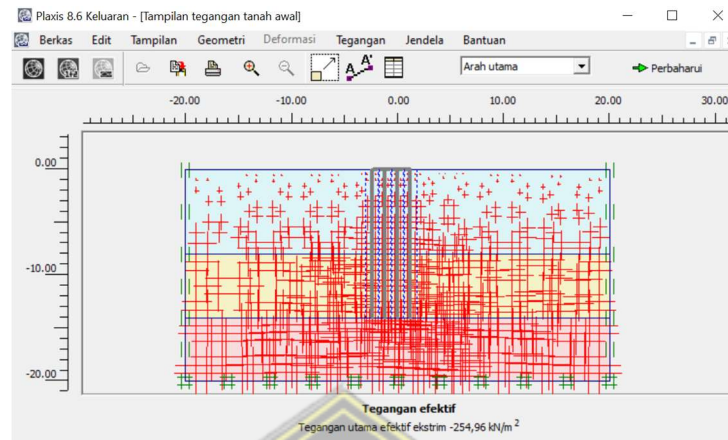 Plaxis 8.6 Keluaran - [Tampilan tegangan tanah awal]
Berkas Edit Tampilan Geometri Deformasi Tegangan Jendela Bantuan
Arah utama
Perbaharui
-20.00 -10.00 0.00 10.00 20.00 30.00
0.00
-10.00
-20.00
Tegangan efektif
Tegangan utama efektif ekstrim -254,96 kN/m 2